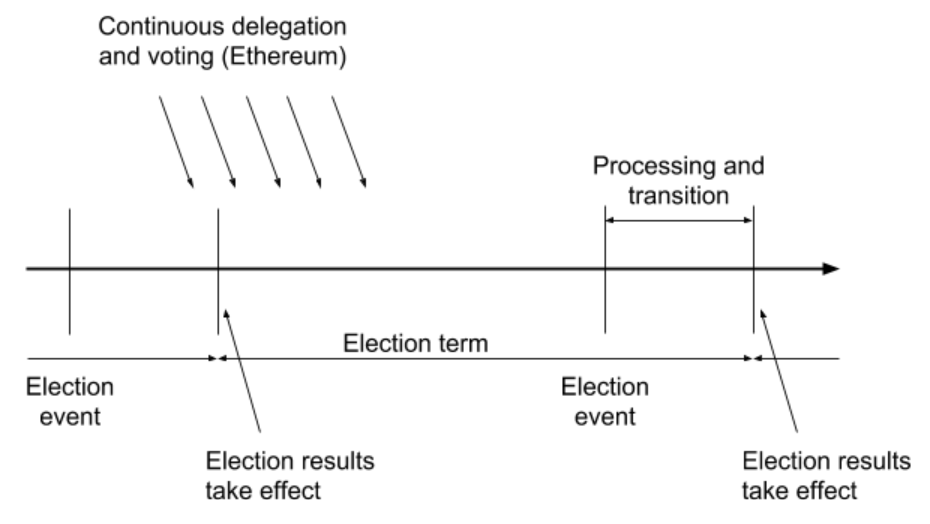 Continuous delegation
and voting (Ethereum)
Processing and
transition
Election term
Election
event
Election
event
Election results
take effect
Election results
take effect